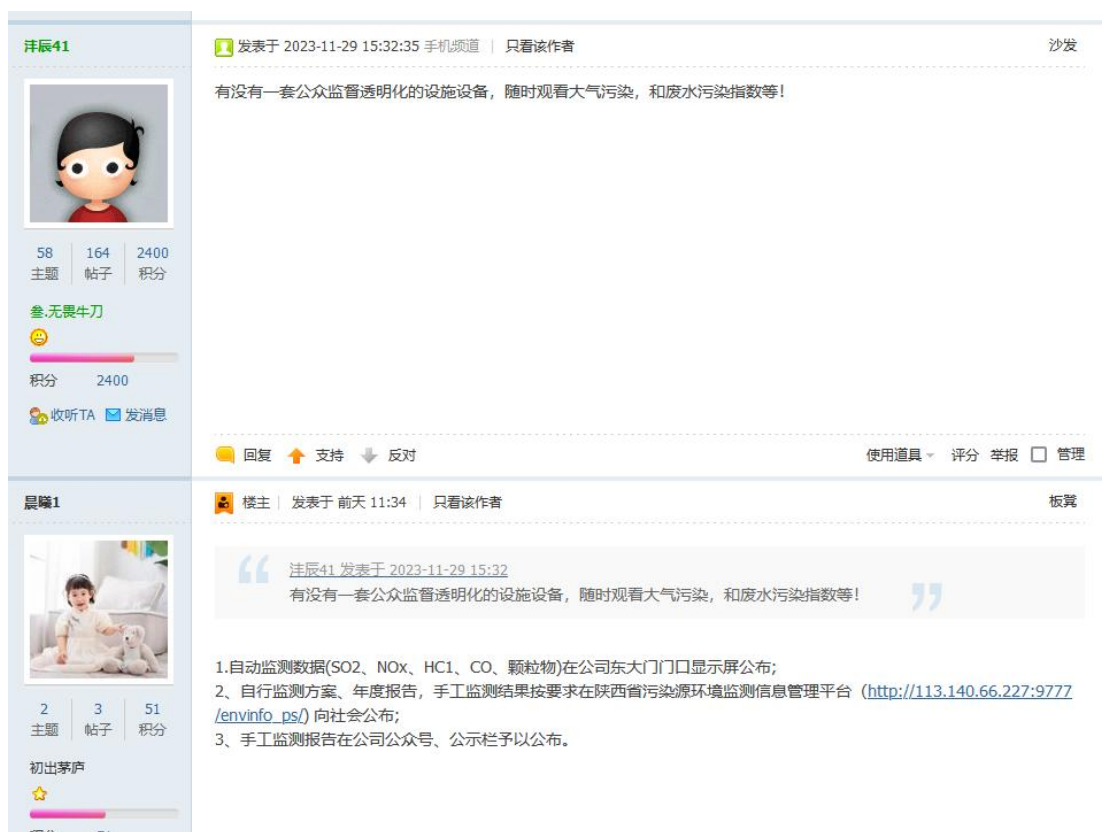 沣辰41
发表于 2023-11-29 15:32:35 手机频道 | 只看该作者
沙发
有没有一套公众监督透明化的设施设备，随时观看大气污染，和废水污染指数等！
58 164 2400
主题 帖子 积分
叁.无畏牛刀
积分 2400
收听TA 发消息
回复 支持 反对
使用道具 评分 举报 管理
晨曦1
楼主 | 发表于 前天 11:34 | 只看该作者
板凳
沣辰41 发表于 2023-11-29 15:32
有没有一套公众监督透明化的设施设备，随时观看大气污染，和废水污染指数等！
1.自动监测数据(SO2、NOx、HC1、CO、颗粒物)在公司东大门门口显示屏公布;
2、自行监测方案、年度报告，手工监测结果按要求在陕西省污染源环境监测信息管理平台（http://113.140.66.227:9777
/envinfo_ps/) 向社会公布;
3、手工监测报告在公司公众号、公示栏予以公布。
2 3 51
主题 帖子 积分
初出茅庐